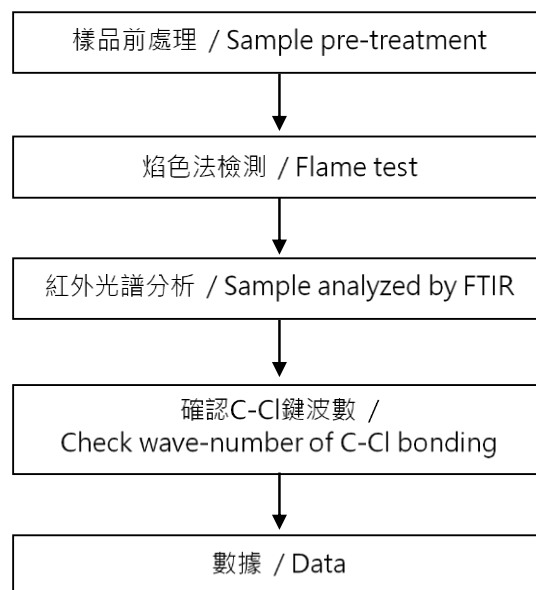 樣品前處理 / Sample pre-treatment
焰色法檢測 / Flame test
紅外光譜分析 / Sample analyzed by FTIR
確認C-Cl鍵波數 /
Check wave-number of C-Cl bonding
數據 / Data